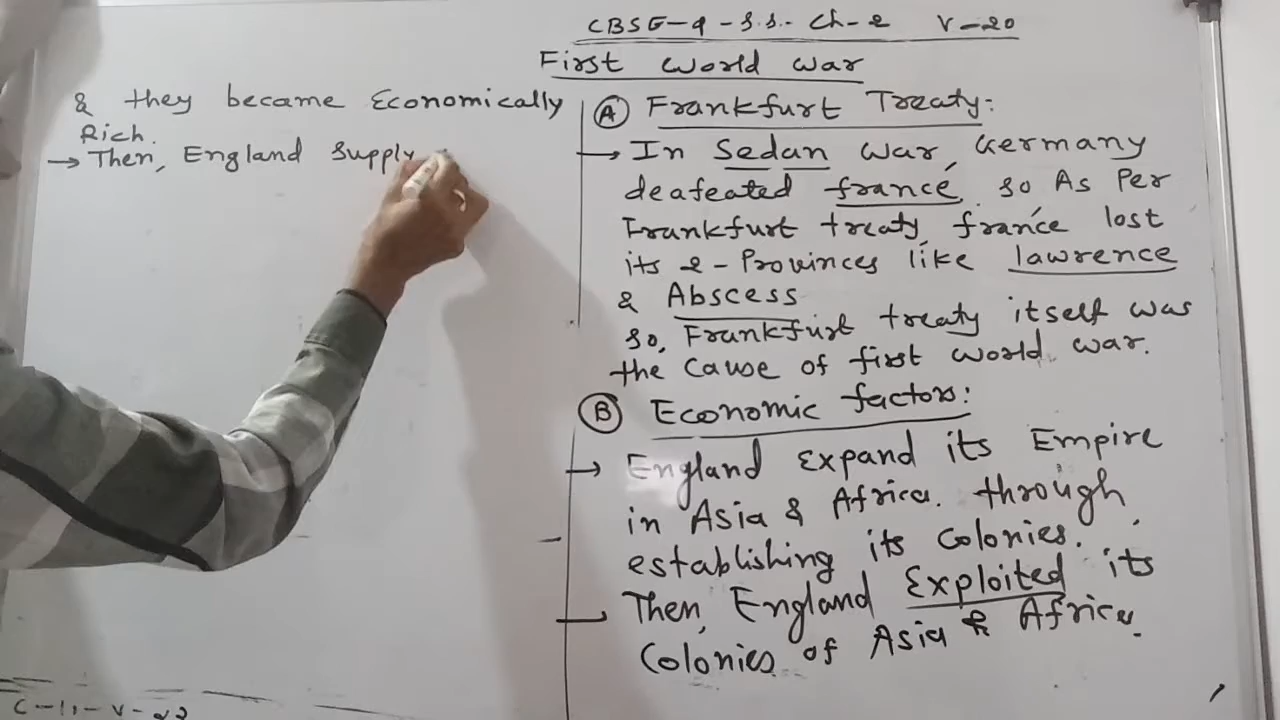 CBSE-9-S.S.- Ch-2 V-20
First World War
(A) Frankfurt Treaty:
→ In Sedan war, Germany
deafeated france, so As Per
Frankfurt treaty, france lost
its 2-Provinces like lawrence
& Abscess
so, Frankfurt treaty itself was
the Cause of first world war.
(B) Economic factors:
→ England Expand its Empire
in Asia & Africa. through
establishing its Colonies.
→ Then, England Exploited its
Colonies of Asia & Africa.
& they became Economically
Rich.
→ Then, England Supply